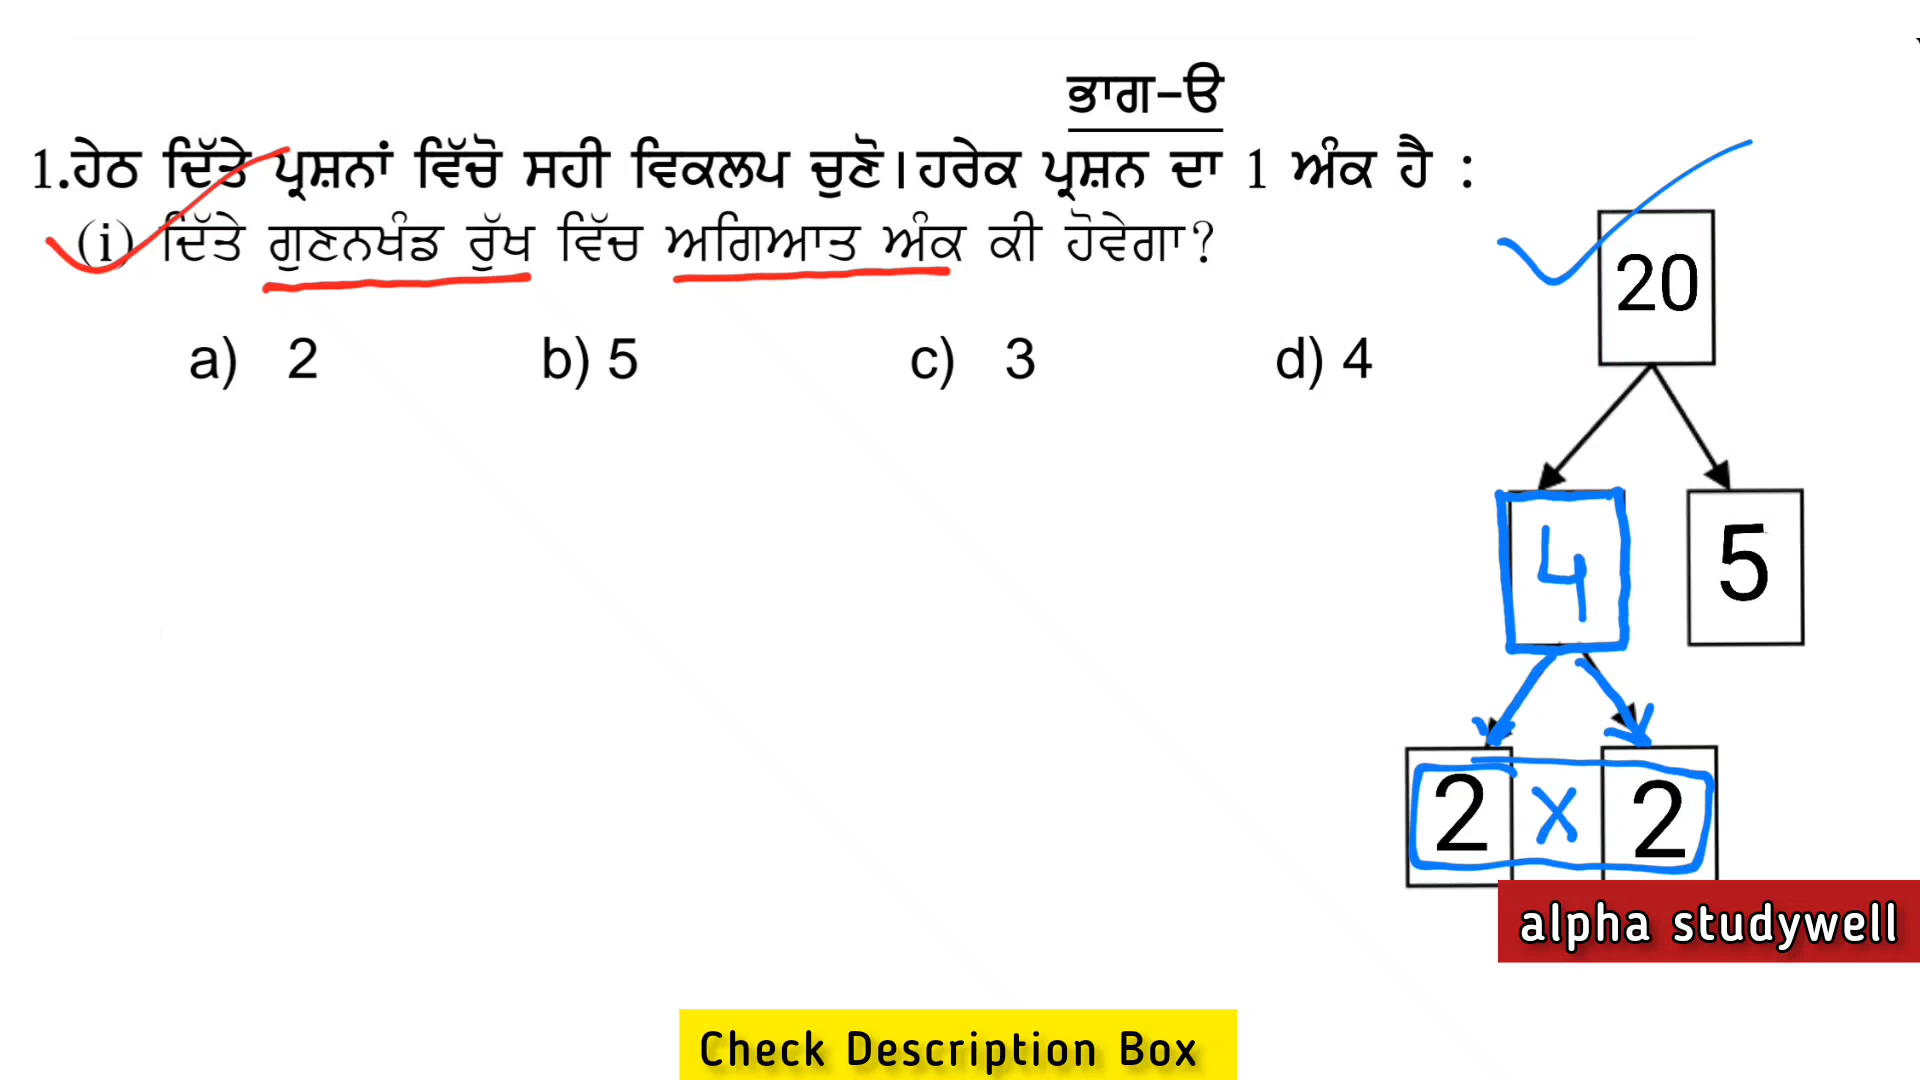 ਭਾਗ-ੳ
1.ਹੇਠ ਦਿੱਤੇ ਪ੍ਰਸ਼ਨਾਂ ਵਿੱਚੋ ਸਹੀ ਵਿਕਲਪ ਚੁਣੋ।ਹਰੇਕ ਪ੍ਰਸ਼ਨ ਦਾ 1 ਅੰਕ ਹੈ :
(i) ਦਿੱਤੇ ਗੁਣਨਖੰਡ ਰੁੱਖ ਵਿੱਚ ਅਗਿਆਤ ਅੰਕ ਕੀ ਹੋਵੇਗਾ?
a) 2 b) 5 c) 3 d) 4
20
4 5
2 x 2
alpha studywell
Check Description Box